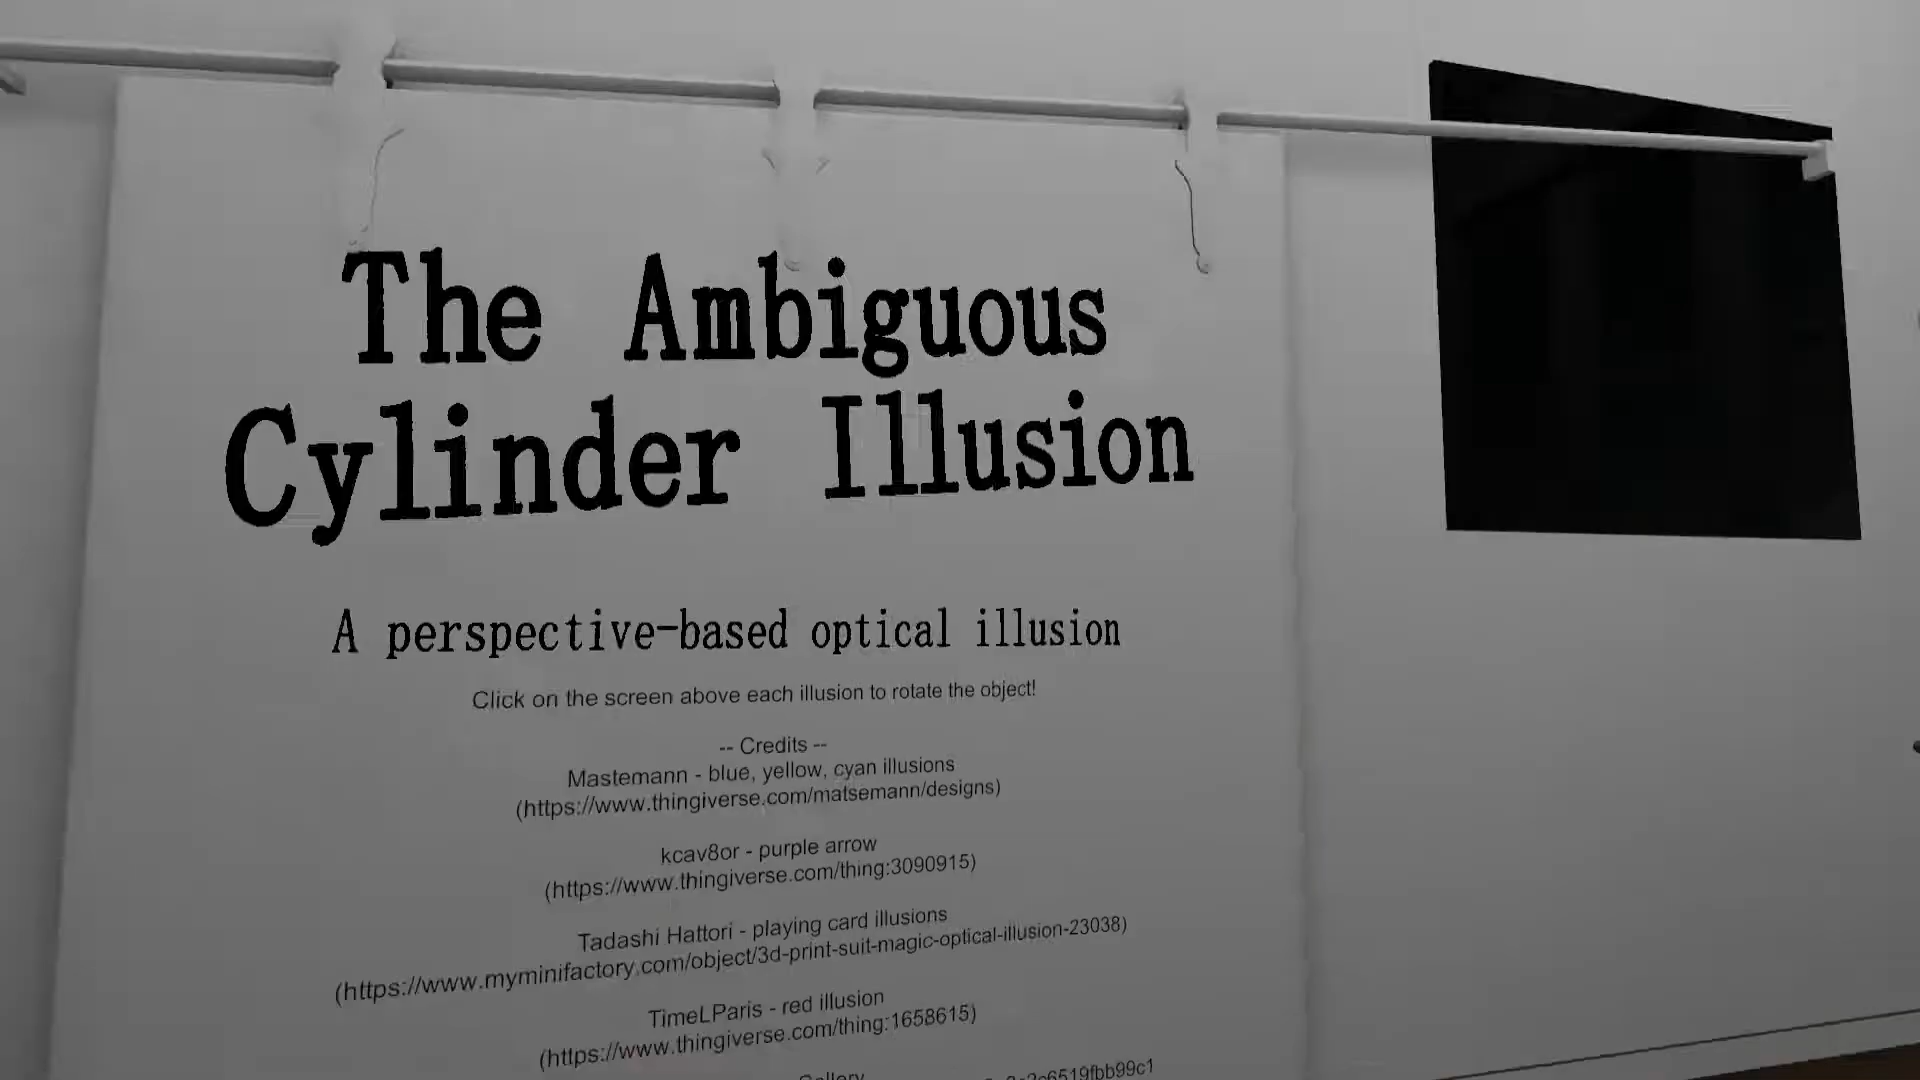 The Ambiguous
Cylinder Illusion
A perspective-based optical illusion
Click on the screen above each illusion to rotate the object!
-- Credits --
Mastemann - blue, yellow, cyan illusions
(https://www.thingiverse.com/matsemann/designs)
kcav8or - purple arrow
(https://www.thingiverse.com/thing:3090915)
Tadashi Hattori - playing card illusions
(https://www.myminifactory.com/object/3d-print-suit-magic-optical-illusion-23038)
TimeLParis - red illusion
(https://www.thingiverse.com/thing:1658615)
Gallery